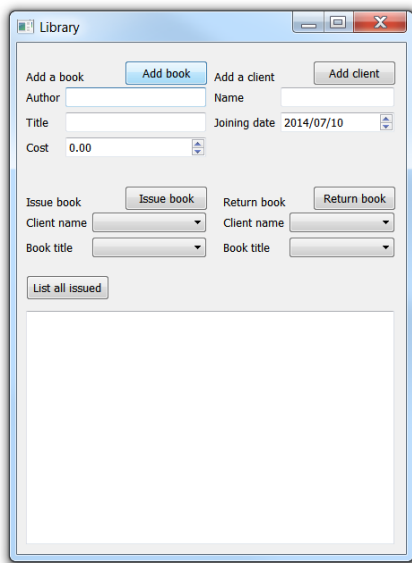 Library
Add a book Add book Add a client Add client
Author Name
Title Joining date 2014/07/10
Cost 0.00
Issue book Issue book Return book Return book
Client name Client name
Book title Book title
List all issued